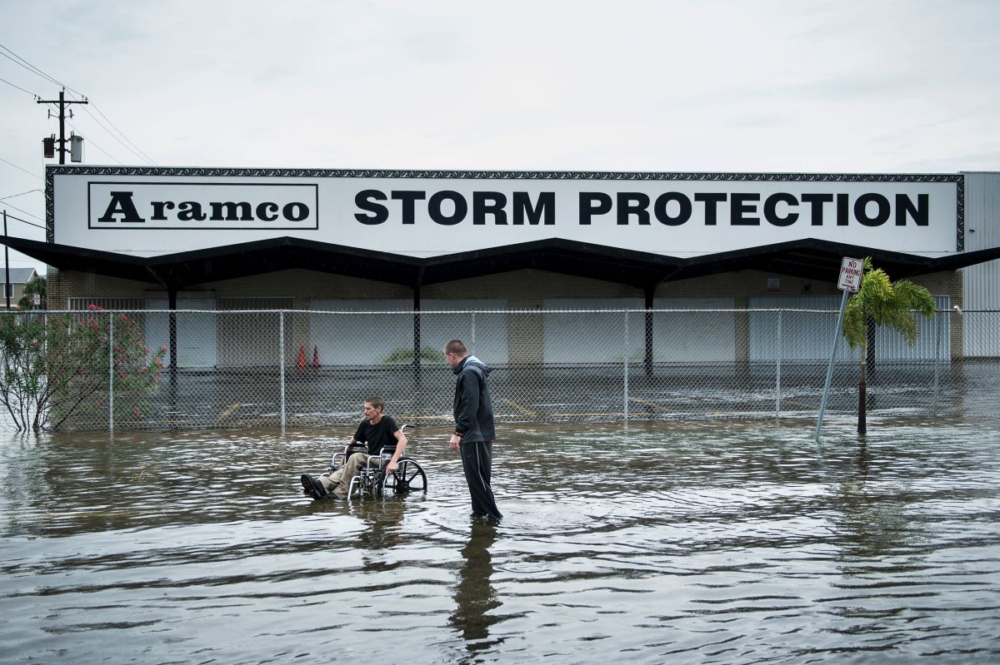 Aramco STORM PROTECTION
NO
PARKING
ANY
TIME